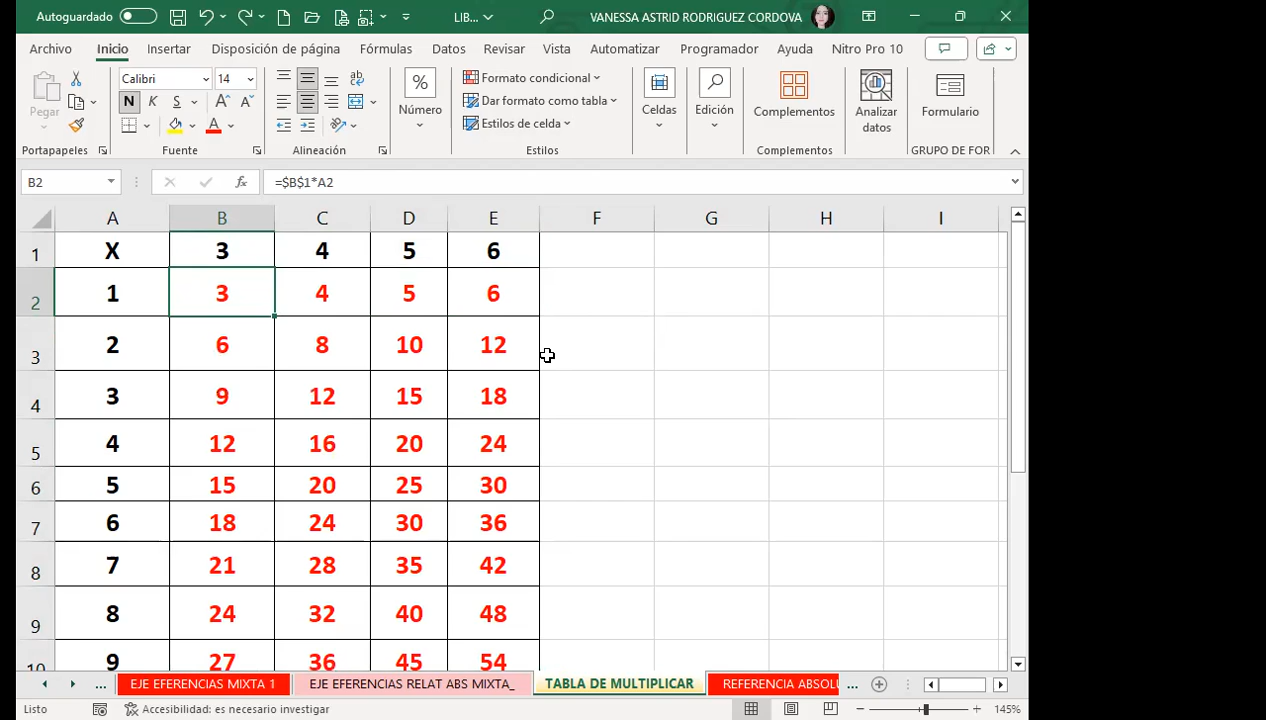 Autoguardado LIB... VANESSA ASTRID RODRIGUEZ CORDOVA
Archivo Inicio Insertar Disposición de página Fórmulas Datos Revisar Vista Automatizar Programador Ayuda Nitro Pro 10
Pegar
Portapapeles
Calibri 14
N K S A A
A
Fuente
ab
Alineación
%
Número
Formato condicional
Dar formato como tabla
Estilos de celda
Estilos
Celdas
Edición
Complementos
Complementos
Analizar
datos
Formulario
GRUPO DE FOR
B2 fx =$B$1*A2
A B C D E F G H I
1 X 3 4 5 6
2 1 3 4 5 6
3 2 6 8 10 12
4 3 9 12 15 18
5 4 12 16 20 24
6 5 15 20 25 30
7 6 18 24 30 36
8 7 21 28 35 42
9 8 24 32 40 48
10 9 27 36 45 54
... EJE EFERENCIAS MIXTA 1 EJE EFERENCIAS RELAT ABS MIXTA_ TABLA DE MULTIPLICAR REFERENCIA ABSOLU ...
Listo Accesibilidad: es necesario investigar 145%